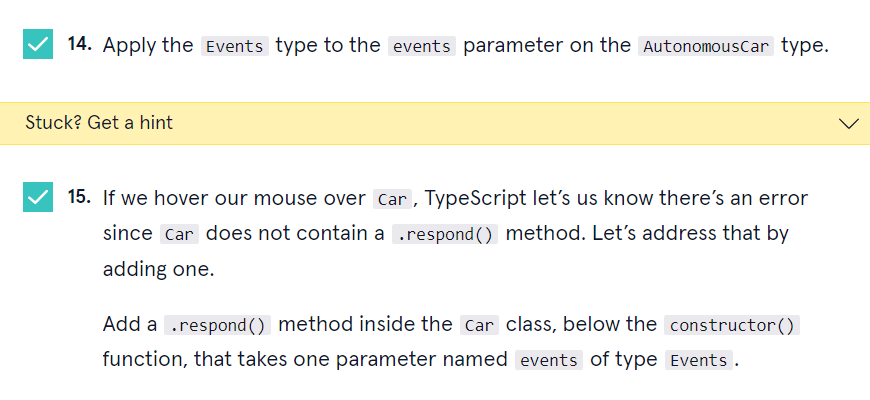 14. Apply the Events type to the events parameter on the AutonomousCar type.
Stuck? Get a hint
15. If we hover our mouse over Car, TypeScript let’s us know there’s an error
since Car does not contain a .respond() method. Let’s address that by
adding one.
Add a .respond() method inside the Car class, below the constructor()
function, that takes one parameter named events of type Events.